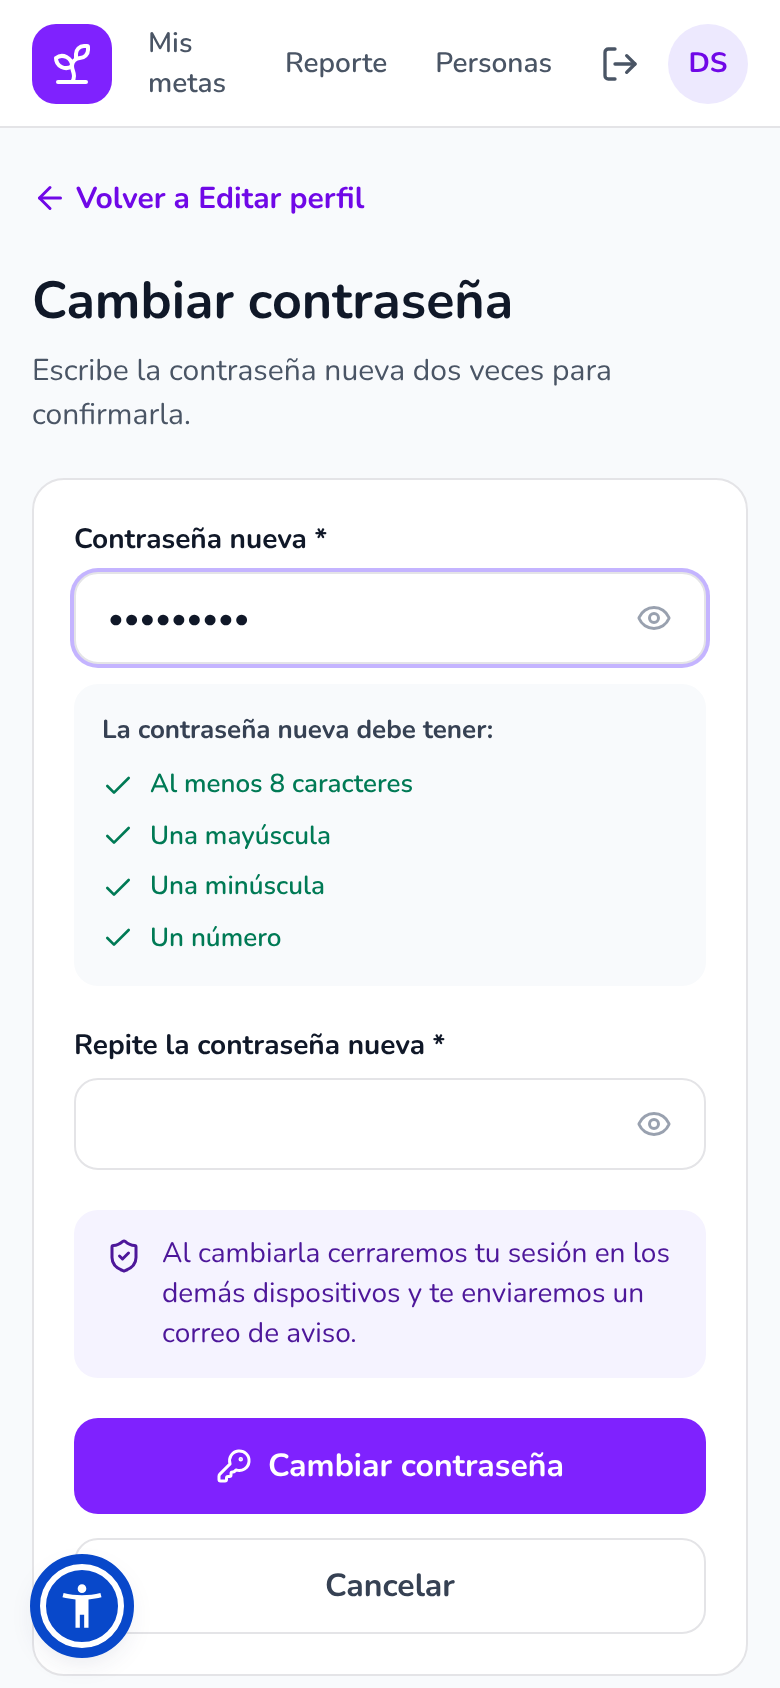 Mis metas
Reporte
Personas
DS
Volver a Editar perfil
Cambiar contraseña
Escribe la contraseña nueva dos veces para
confirmarla.
Contraseña nueva *
•••••••••
La contraseña nueva debe tener:
Al menos 8 caracteres
Una mayúscula
Una minúscula
Un número
Repite la contraseña nueva *
Al cambiarla cerraremos tu sesión en los
demás dispositivos y te enviaremos un
correo de aviso.
Cambiar contraseña
Cancelar